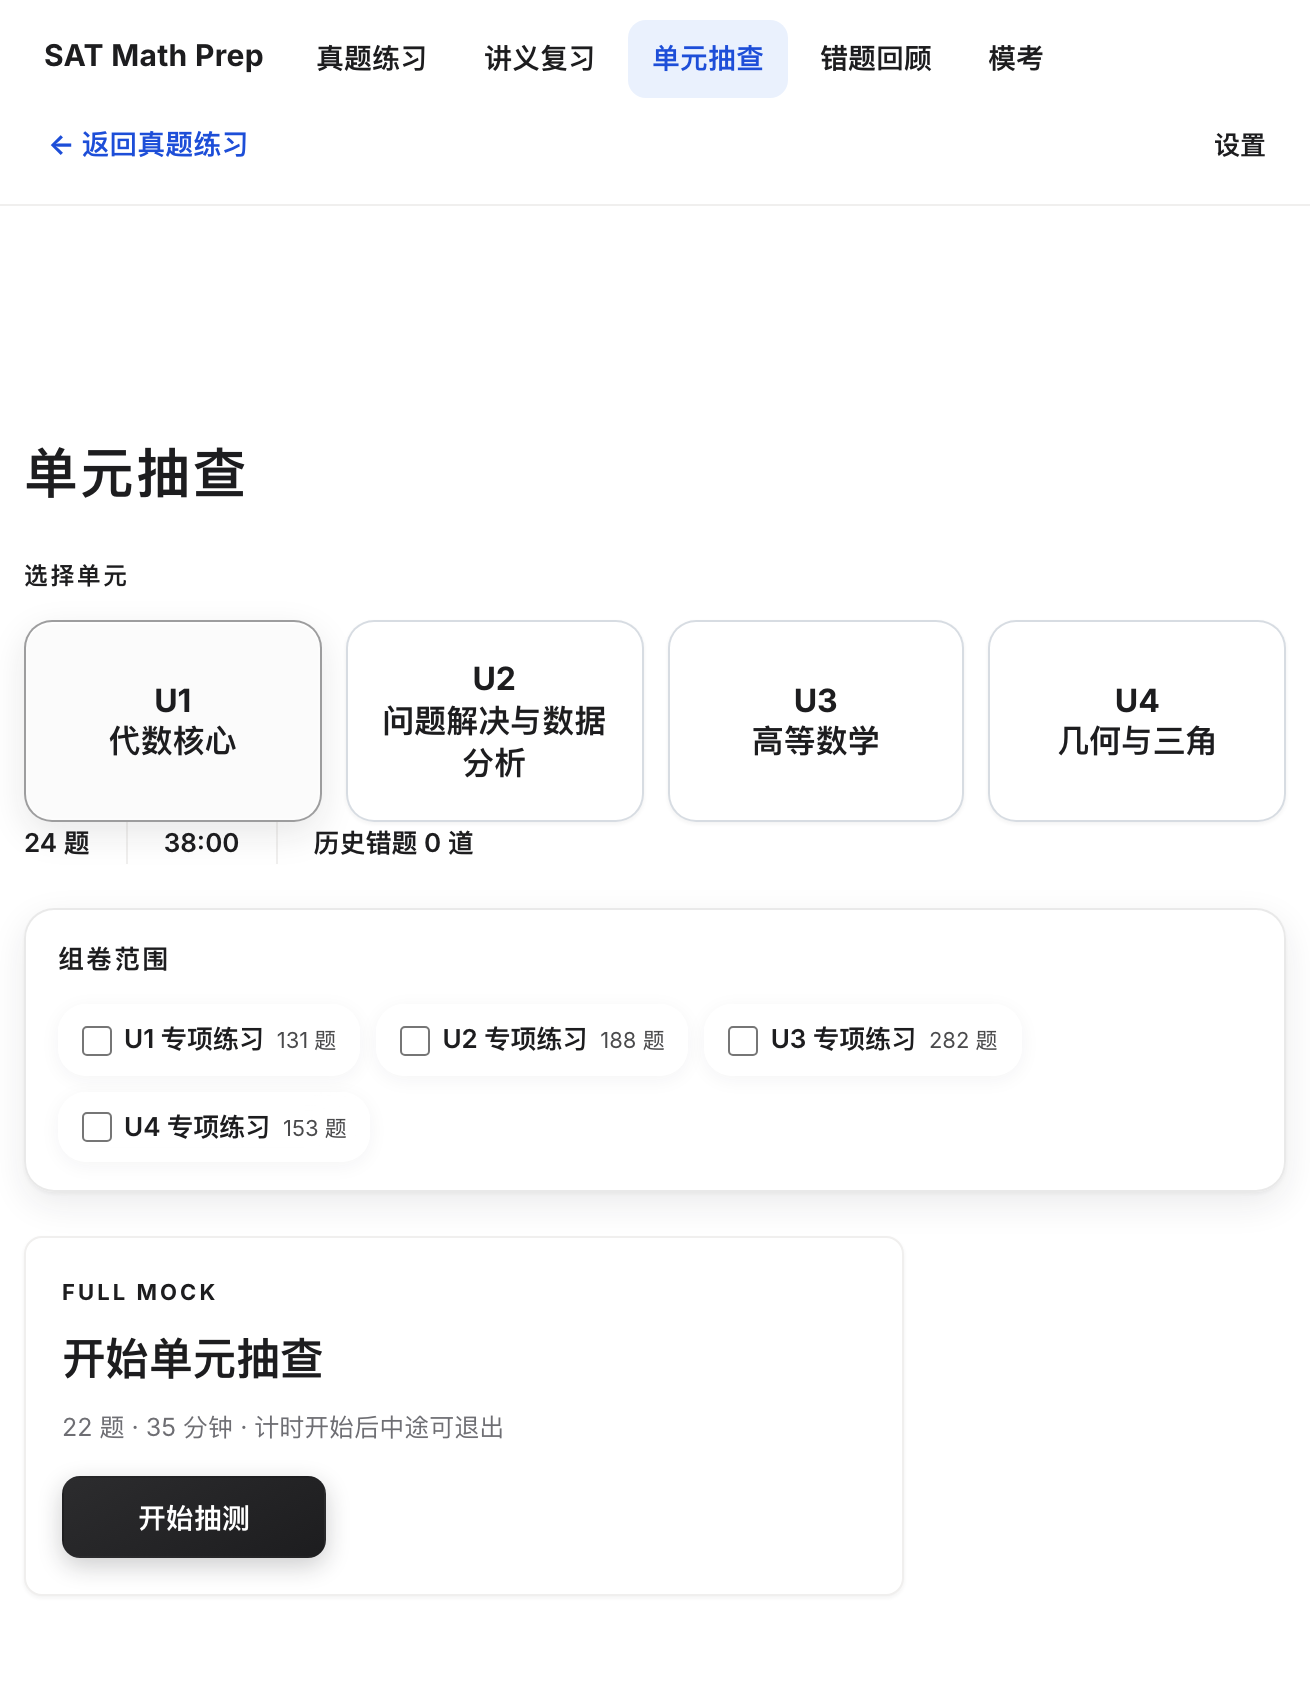 SAT Math Prep 真题练习 讲义复习 单元抽查 错题回顾 模考
← 返回真题练习 设置
单元抽查
选择单元
U1
代数核心
U2
问题解决与数据
分析
U3
高等数学
U4
几何与三角
24 题 38:00 历史错题 0 道
组卷范围
U1 专项练习 131 题 U2 专项练习 188 题 U3 专项练习 282 题
U4 专项练习 153 题
FULL MOCK
开始单元抽查
22 题 · 35 分钟 · 计时开始后中途可退出
开始抽测